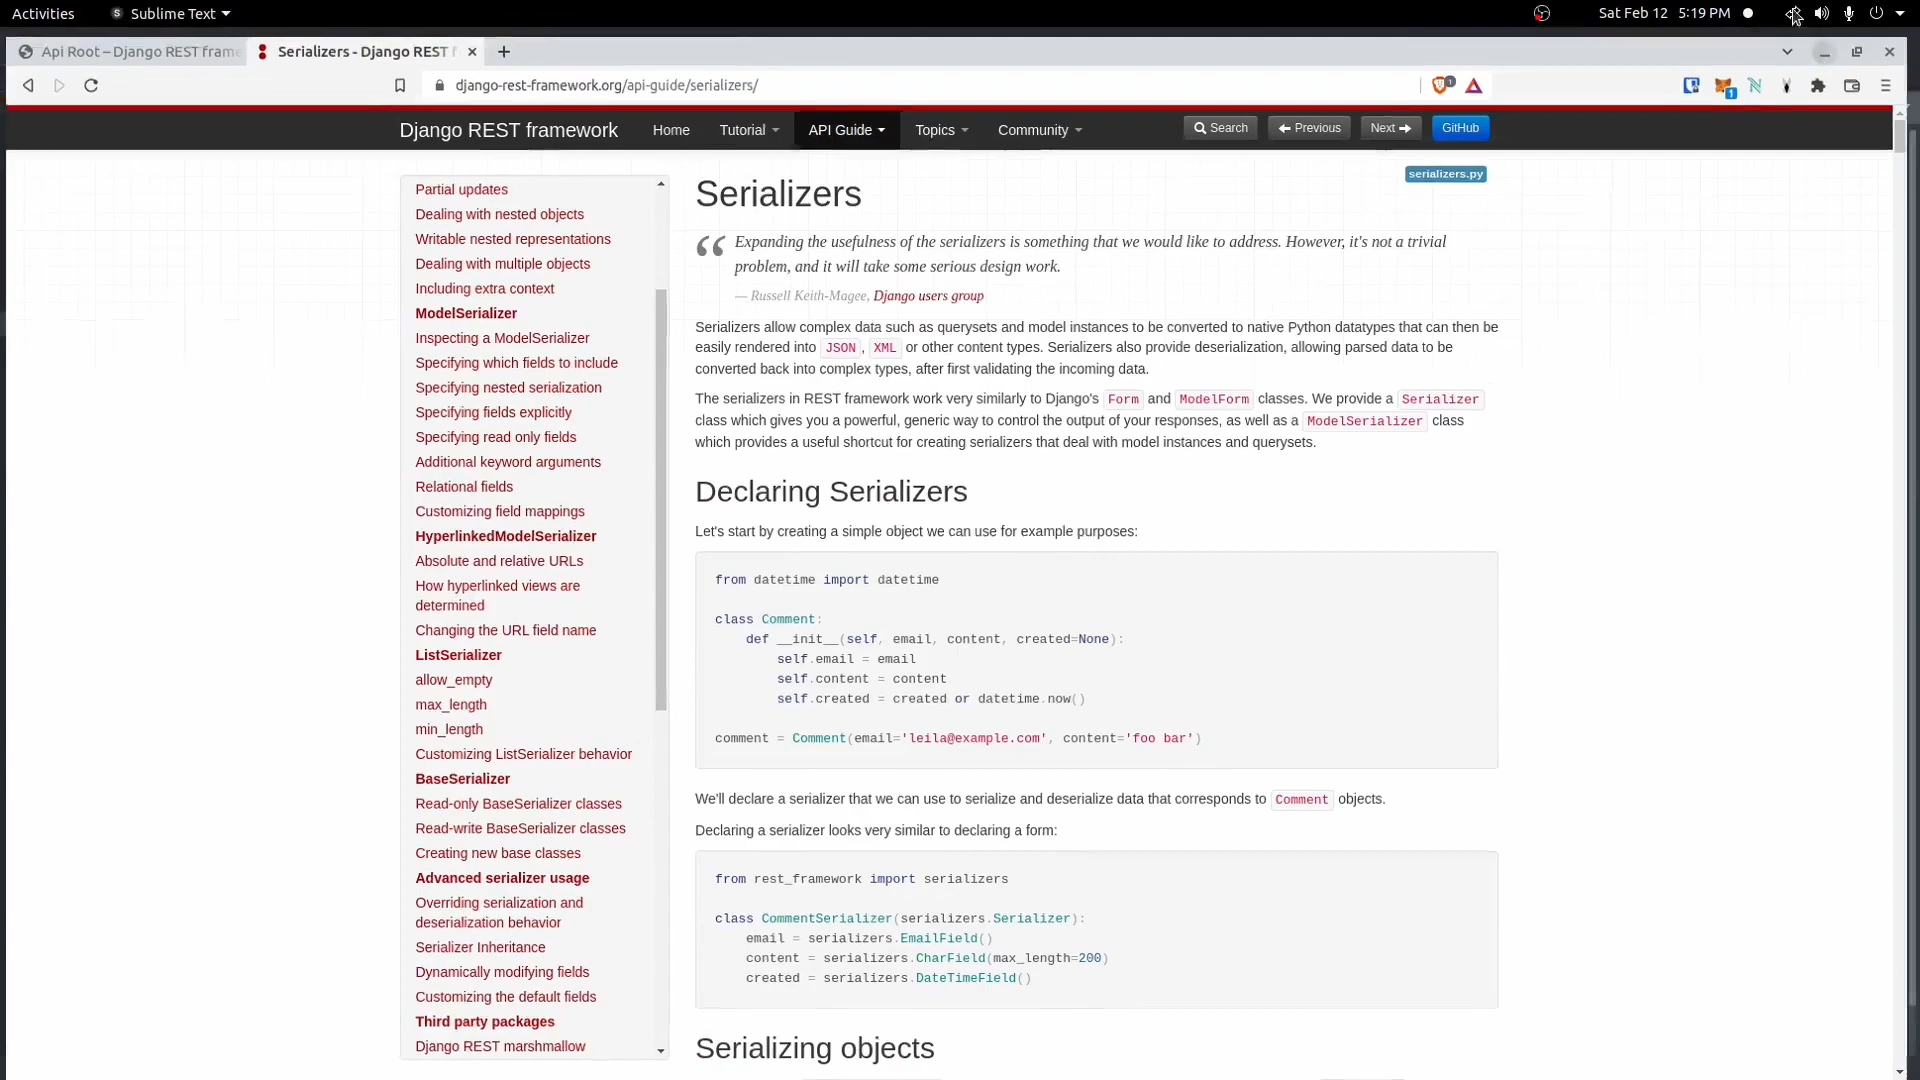 Activities
Sublime Text
Sat Feb 12 5:19 PM
Api Root – Django REST frame
Serializers - Django REST f
django-rest-framework.org/api-guide/serializers/
1
1
Django REST framework
Home
Tutorial
API Guide
Topics
Community
Search
Previous
Next
GitHub
Partial updates
Dealing with nested objects
Writable nested representations
Dealing with multiple objects
Including extra context
ModelSerializer
Inspecting a ModelSerializer
Specifying which fields to include
Specifying nested serialization
Specifying fields explicitly
Specifying read only fields
Additional keyword arguments
Relational fields
Customizing field mappings
HyperlinkedModelSerializer
Absolute and relative URLs
How hyperlinked views are
determined
Changing the URL field name
ListSerializer
allow_empty
max_length
min_length
Customizing ListSerializer behavior
BaseSerializer
Read-only BaseSerializer classes
Read-write BaseSerializer classes
Creating new base classes
Advanced serializer usage
Overriding serialization and
deserialization behavior
Serializer Inheritance
Dynamically modifying fields
Customizing the default fields
Third party packages
Django REST marshmallow
serializers.py
Serializers
“ Expanding the usefulness of the serializers is something that we would like to address. However, it's not a trivial
problem, and it will take some serious design work.
— Russell Keith-Magee, Django users group
Serializers allow complex data such as querysets and model instances to be converted to native Python datatypes that can then be
easily rendered into JSON, XML or other content types. Serializers also provide deserialization, allowing parsed data to be
converted back into complex types, after first validating the incoming data.
The serializers in REST framework work very similarly to Django's Form and ModelForm classes. We provide a Serializer
class which gives you a powerful, generic way to control the output of your responses, as well as a ModelSerializer class
which provides a useful shortcut for creating serializers that deal with model instances and querysets.
Declaring Serializers
Let's start by creating a simple object we can use for example purposes:
from datetime import datetime
class Comment:
    def __init__(self, email, content, created=None):
        self.email = email
        self.content = content
        self.created = created or datetime.now()
comment = Comment(email='leila@example.com', content='foo bar')
We'll declare a serializer that we can use to serialize and deserialize data that corresponds to Comment objects.
Declaring a serializer looks very similar to declaring a form:
from rest_framework import serializers
class CommentSerializer(serializers.Serializer):
    email = serializers.EmailField()
    content = serializers.CharField(max_length=200)
    created = serializers.DateTimeField()
Serializing objects